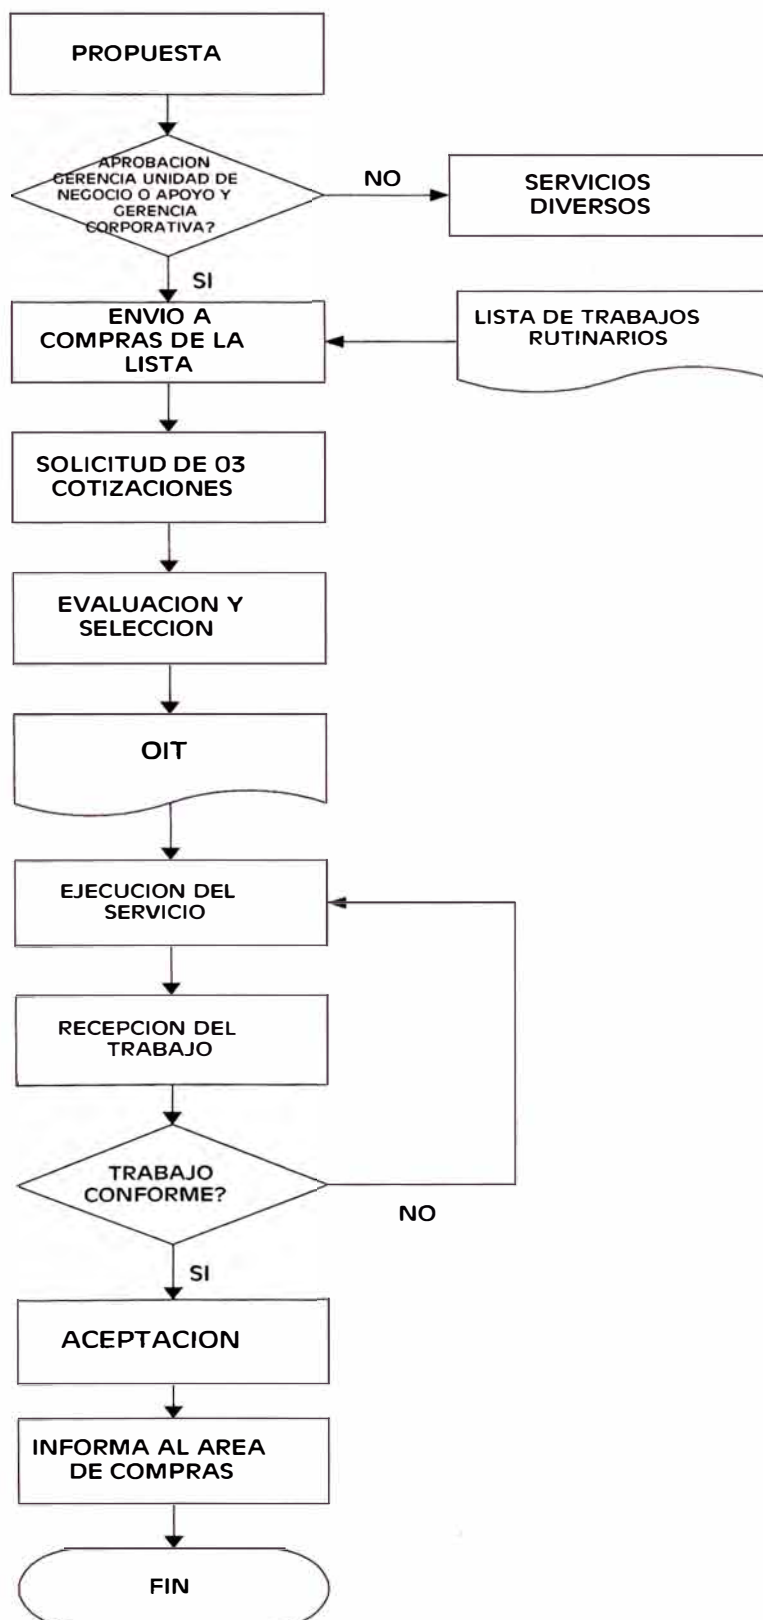 PROPUESTA
APROBACION
GERENCIA UNIDAD DE
NEGOCIO O APOYO Y
GERENCIA
CORPORATIVA?
NO
SERVICIOS
DIVERSOS
SI
ENVIO A
COMPRAS DE LA
LISTA
LISTA DE TRABAJOS
RUTINARIOS
SOLICITUD DE 03
COTIZACIONES
EVALUACION Y
SELECCION
OIT
EJECUCION DEL
SERVICIO
RECEPCION DEL
TRABAJO
TRABAJO
CONFORME?
NO
SI
ACEPTACION
INFORMA AL AREA
DE COMPRAS
FIN